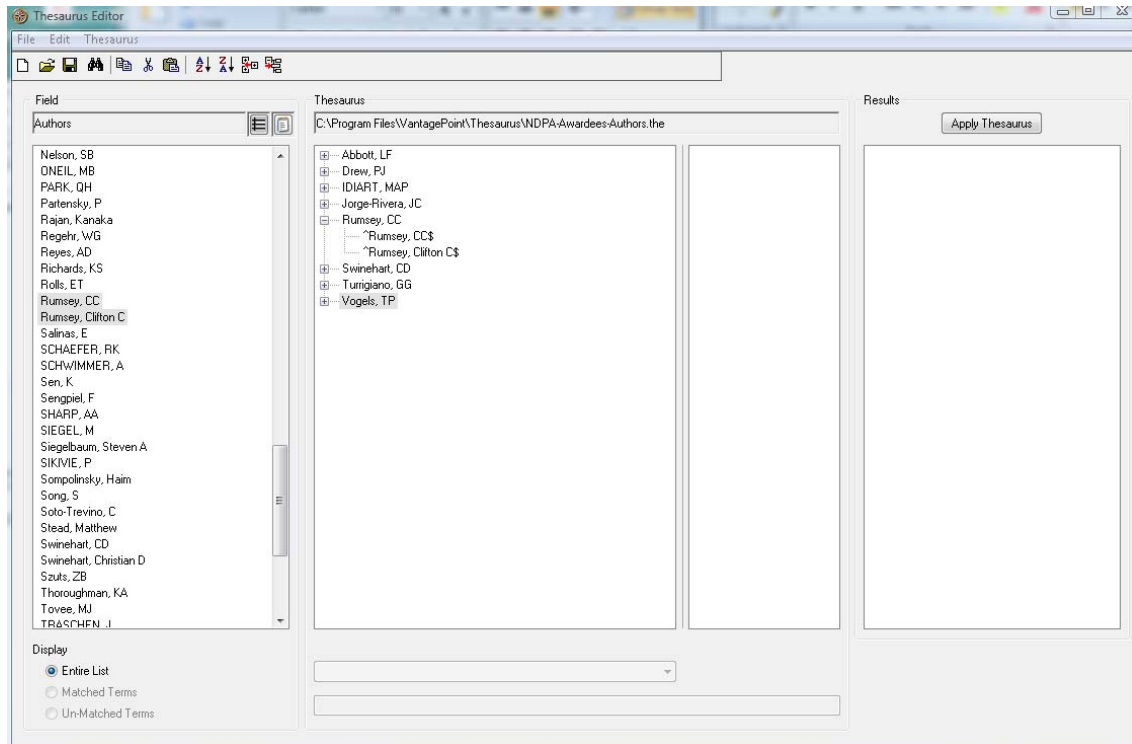 Thesaurus Editor
File Edit Thesaurus
Field
Authors
Nelson, SB
ONEIL, MB
PARK, QH
Partensky, P
Rajan, Kanaka
Regehr, WG
Reyes, AD
Richards, KS
Rolls, ET
Rumsey, CC
Rumsey, Clifton C
Salinas, E
SCHAEFER, RK
SCHWIMMER, A
Sen, K
Sengpiel, F
SHARP, AA
SIEGEL, M
Siegelbaum, Steven A
SIKIVIE, P
Sompolinsky, Haim
Song, S
Soto-Trevino, C
Stead, Matthew
Swinehart, CD
Swinehart, Christian D
Szuts, ZB
Thoroughman, KA
Tovee, MJ
TRASCHEN, J
Display
Entire List
Matched Terms
Un-Matched Terms
Thesaurus
C:\Program Files\VantagePoint\Thesaurus\NDPA-Awardees-Authors.the
Abbott, LF
Drew, PJ
IDIART, MAP
Jorge-Rivera, JC
Rumsey, CC
^Rumsey, CC$
^Rumsey, Clifton C$
Swinehart, CD
Turrigiano, GG
Vogels, TP
Results
Apply Thesaurus